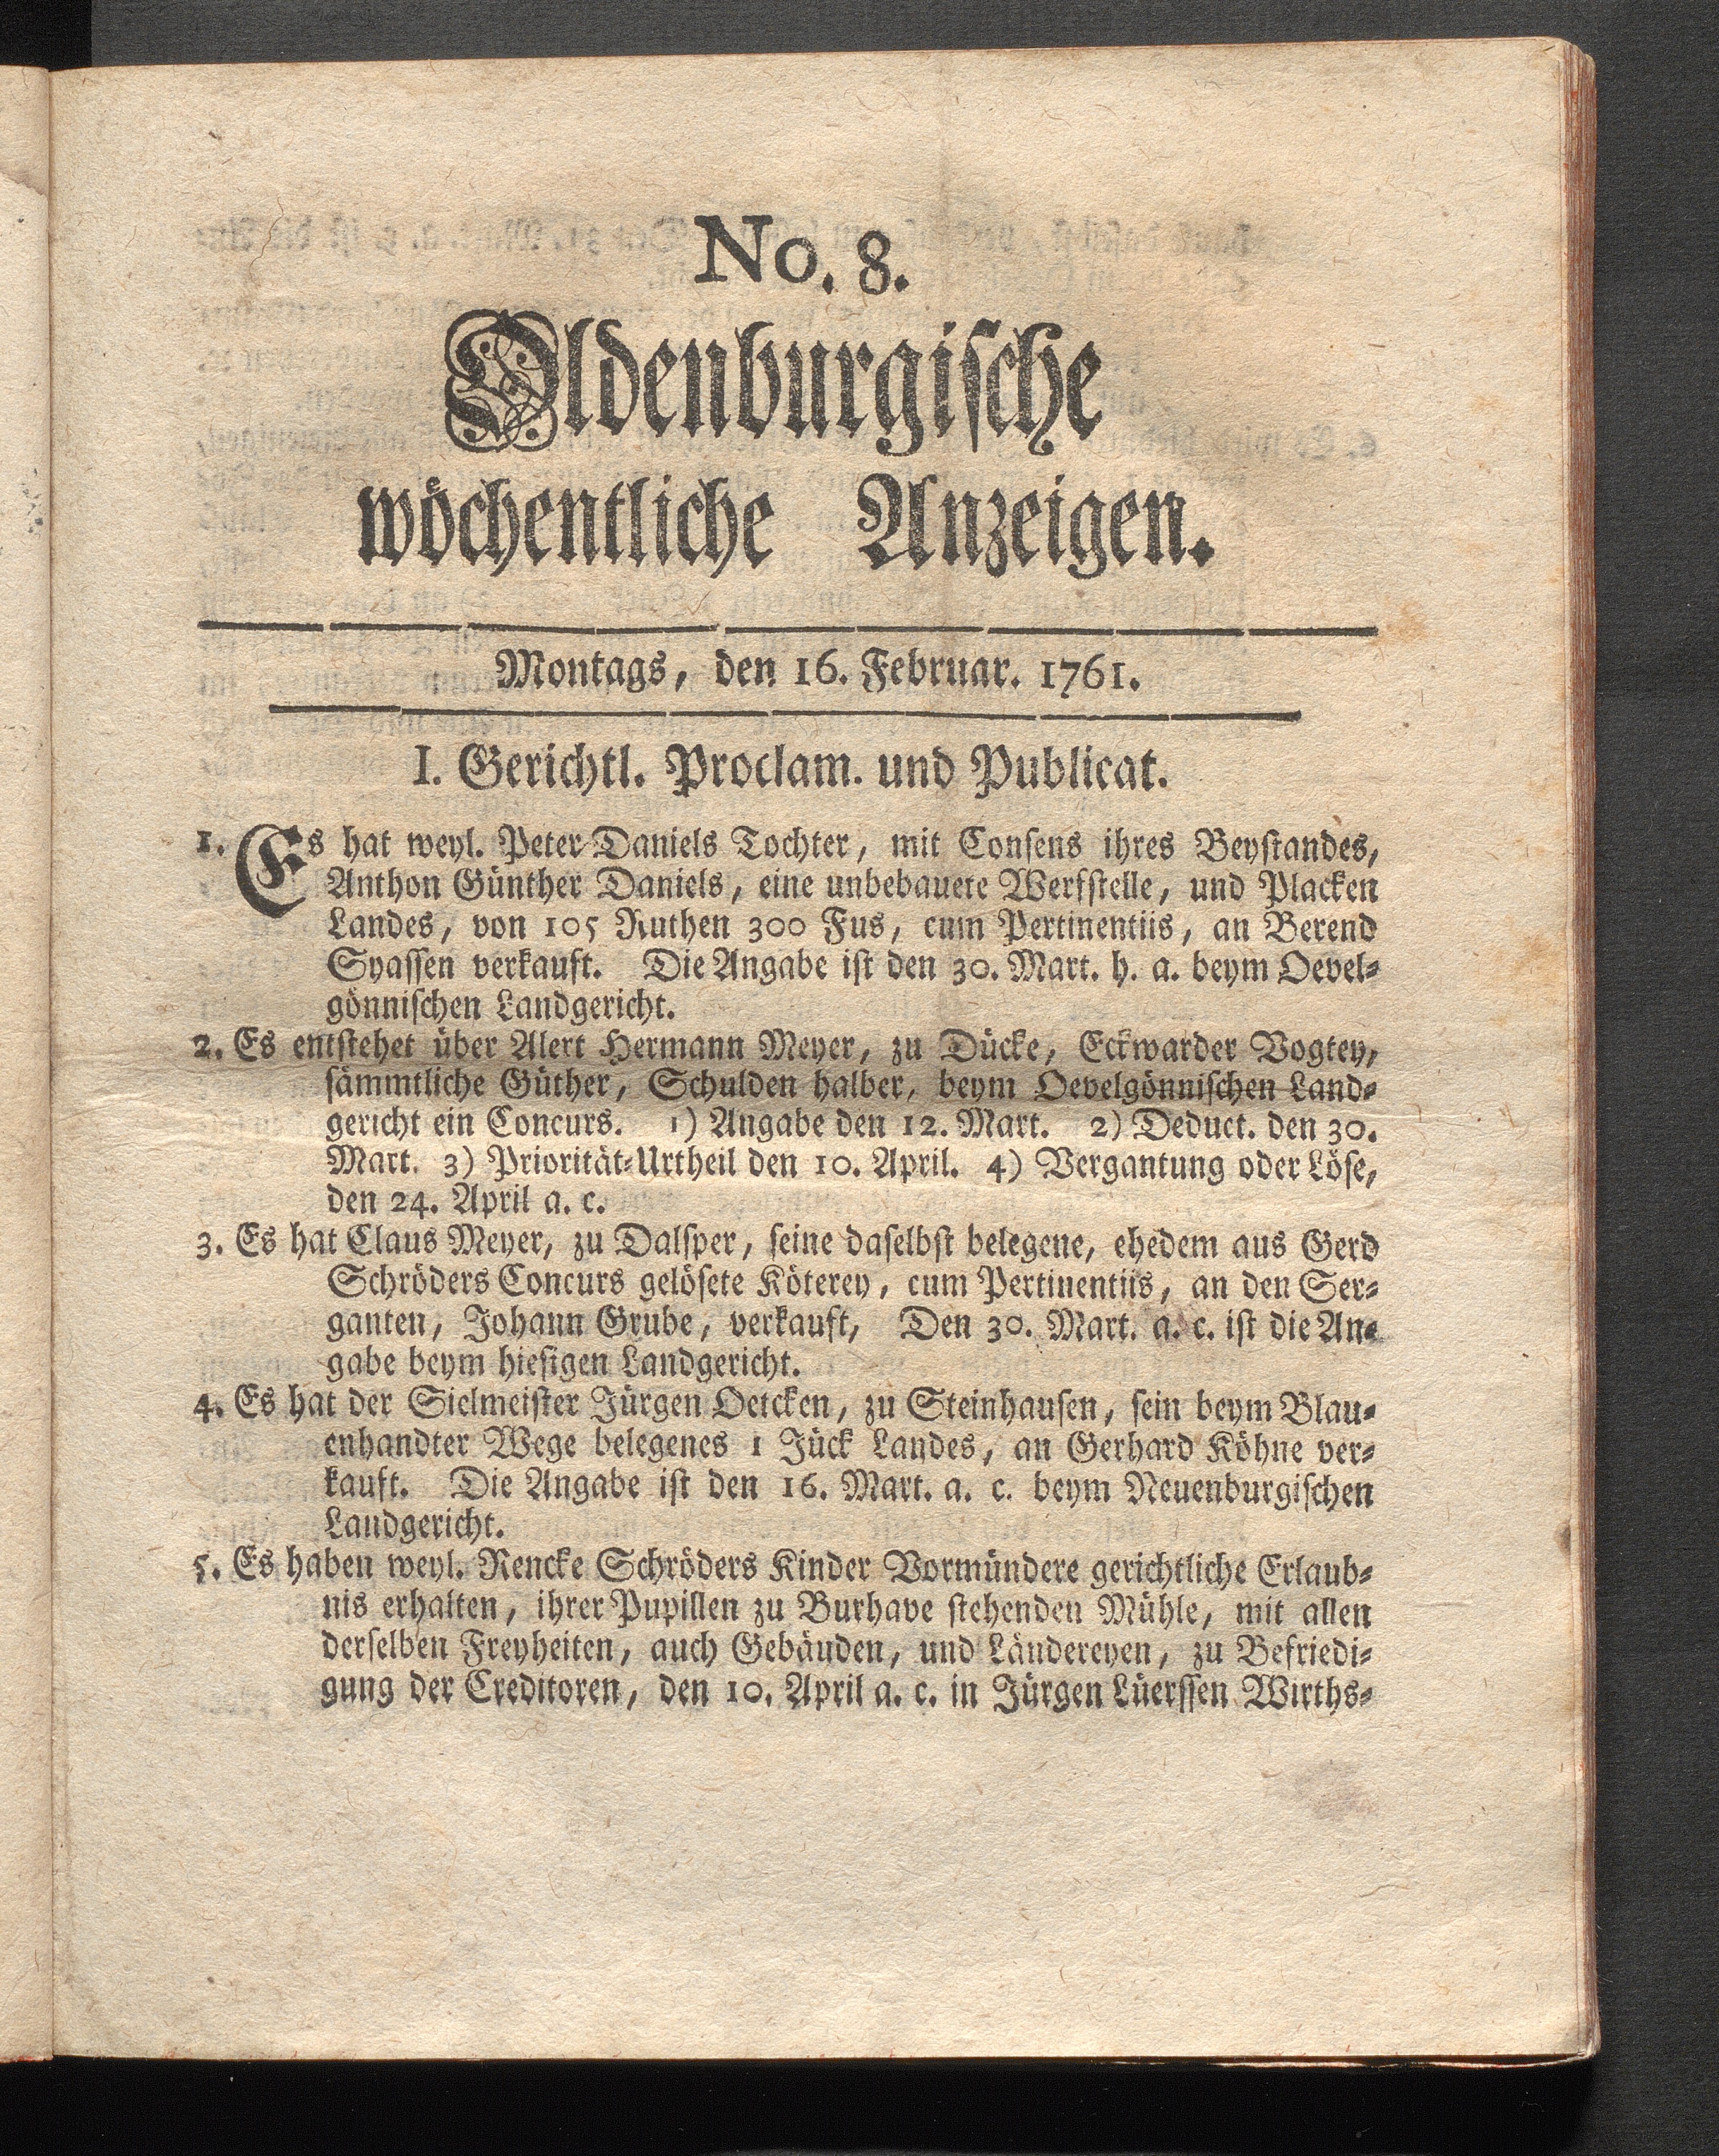 No. 8.
Oldenburgische
wöchentliche Anzeigen.
Montags, den 16. Februar. 1761.
I. Gerichtl. Proclam. und Publicat.
1. Es hat weyl. Peter Daniels Tochter, mit Consens ihres Beystandes,
Anthon Günther Daniels, eine unbebauete Werfstelle, und Placken
Landes, von 105 Ruthen 300 Fus, cum Pertinentiis, an Berend
Syassen verkauft. Die Angabe ist den 30. Mart. h. a. beym Oevel-
gönnischen Landgericht.
2. Es entstehet über Alert Hermann Meyer, zu Dücke, Eckwarder Vogtey,
sämmtliche Güther, Schulden halber, beym Oevelgönnischen Land-
gericht ein Concurs. 1) Angabe den 12. Mart. 2) Deduct. den 30.
Mart. 3) Priorität-Urtheil den 10. April. 4) Vergantung oder Löse,
den 24. April a. c.
3. Es hat Claus Meyer, zu Dalsper, seine daselbst belegene, ehedem aus Gerd
Schröders Concurs gelösete Köterey, cum Pertinentiis, an den Ser-
ganten, Johann Grube, verkauft, Den 30. Mart. a. c. ist die An-
gabe beym hiesigen Landgericht.
4. Es hat der Sielmeister Jürgen Oetcken, zu Steinhausen, sein beym Blau-
enhandter Wege belegenes 1 Jück Landes, an Gerhard Köhne ver-
kauft. Die Angabe ist den 16. Mart. a. c. beym Neuenburgischen
Landgericht.
5. Es haben weyl. Rencke Schröders Kinder Vormündere gerichtliche Erlaub-
nis erhalten, ihrer Pupillen zu Burhave stehenden Mühle, mit allen
derselben Freyheiten, auch Gebäuden, und Ländereyen, zu Befriedi-
gung der Creditoren, den 10. April a. c. in Jürgen Lüerssen Wirths-